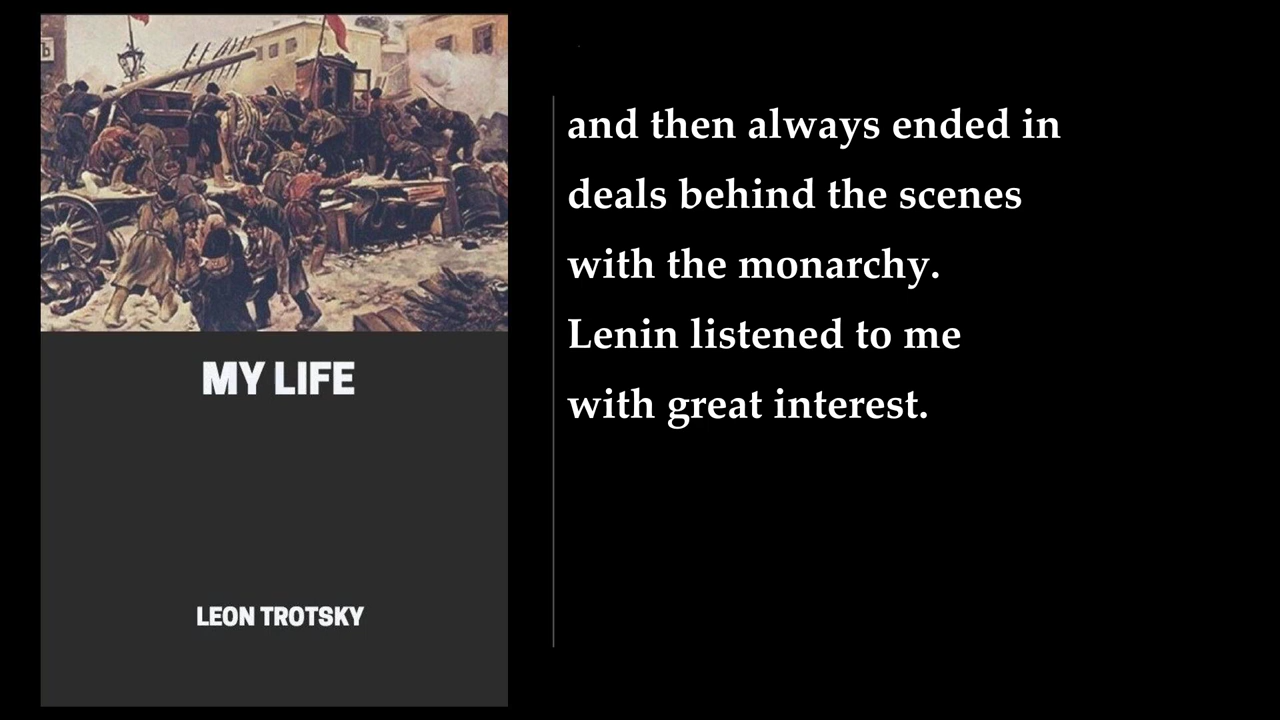 Ъ
MY LIFE
LEON TROTSKY
and then always ended in
deals behind the scenes
with the monarchy.
Lenin listened to me
with great interest.